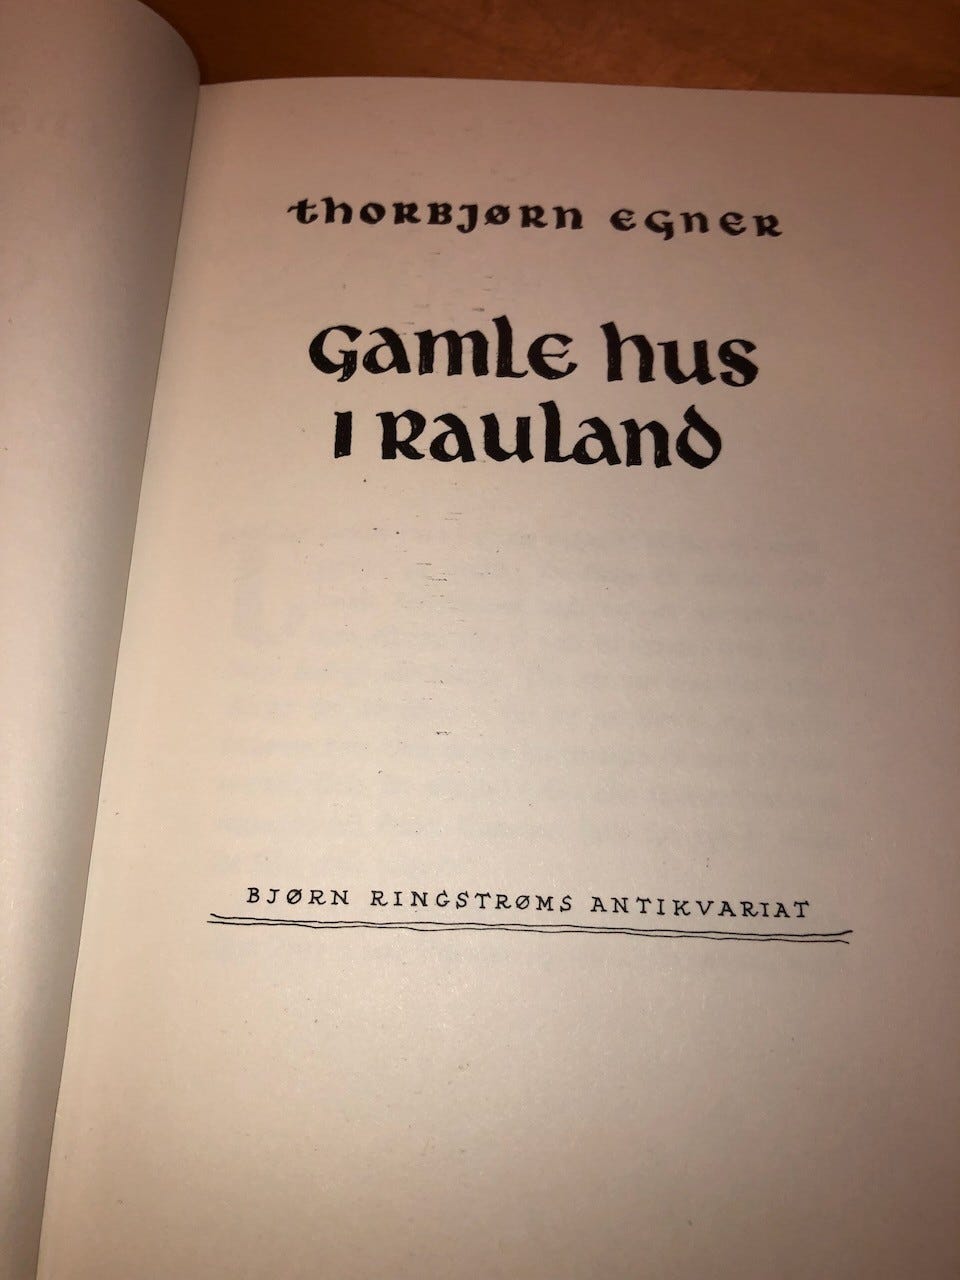 thorbjørn egner
Gamle hus
I Rauland
BJØRN RINGSTRØMS ANTIKVARIAT